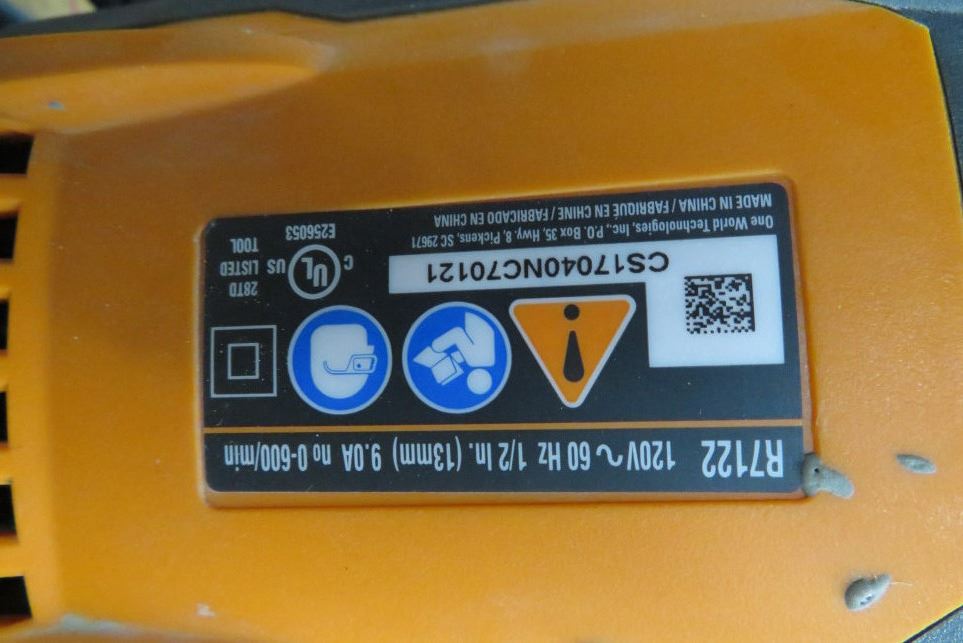 R7122 120V ~ 60 Hz 1/2 In. (13mm) 9.0A n₀ 0-600/min
CS17040NC70121
One World Technologies, Inc., P.O. Box 35, Hwy. 8, Pickens, SC 29671
MADE IN CHINA / FABRIQUÉ EN CHINE / FABRICADO EN CHINA
28TD
C UL US LISTED
TOOL
E256053